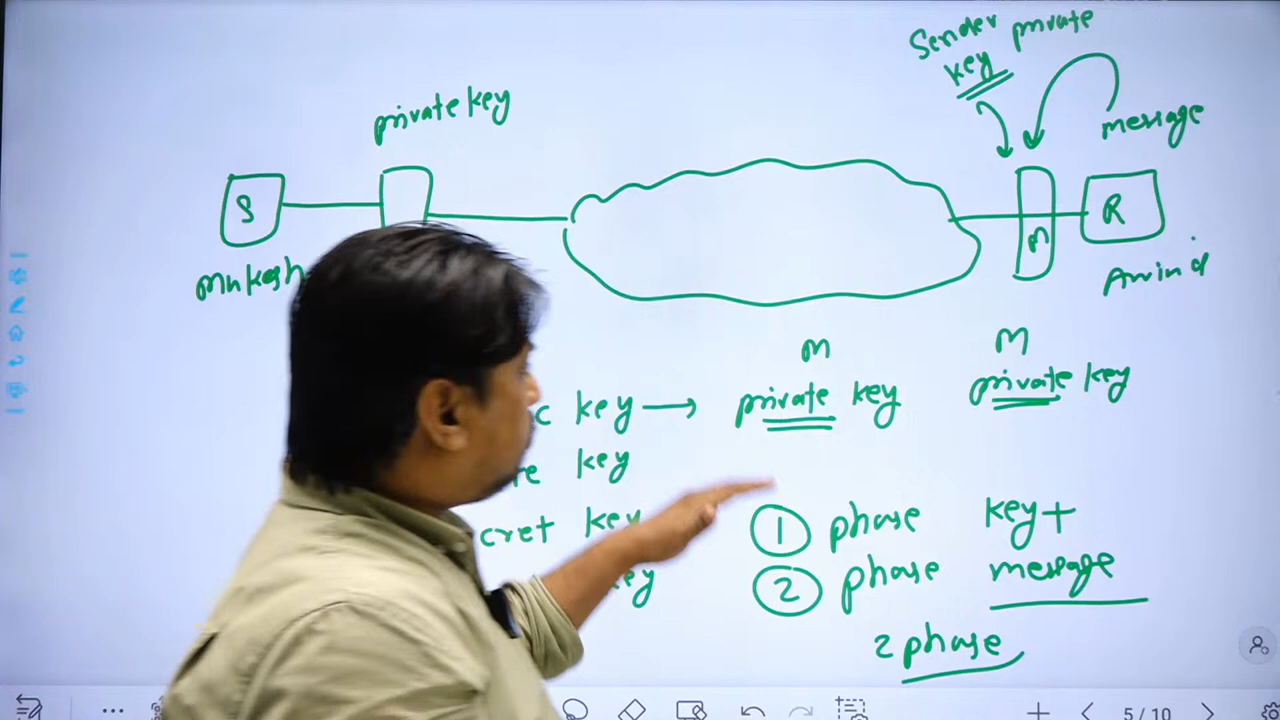 Sender private
key
message
private key
S
R
M
Mukesh
Arvind
M
M
c key → private key
private key
key
cret key
key
1 phase key+
2 phase message
2 phase
5/10